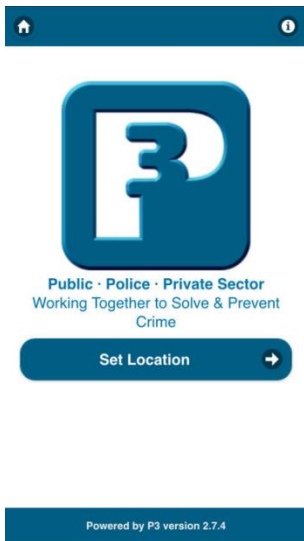 P3
Public · Police · Private Sector
Working Together to Solve & Prevent
Crime
Set Location
Powered by P3 version 2.7.4